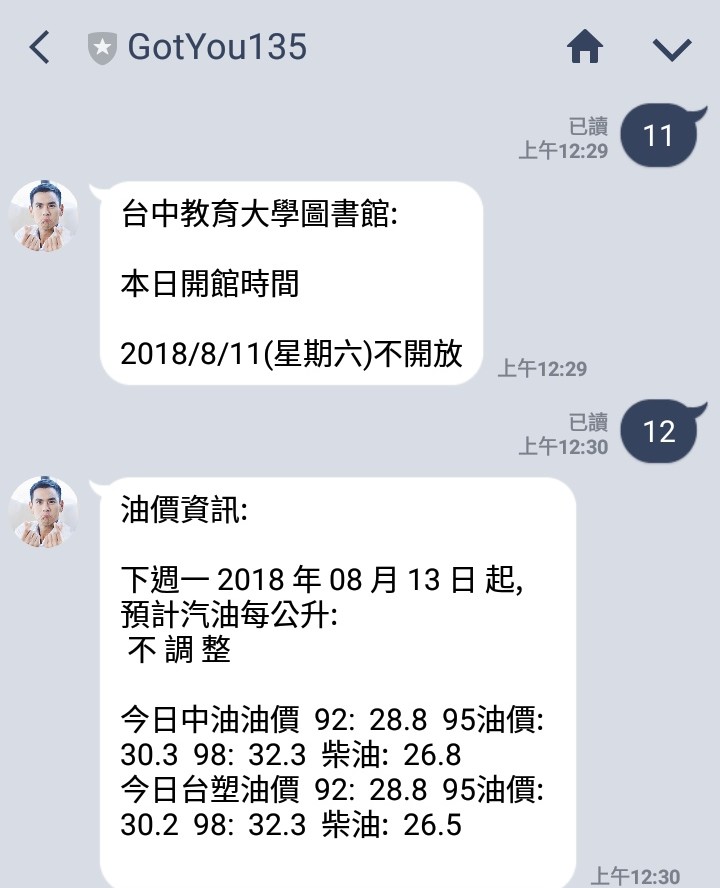 GotYou135
已讀
上午12:29
11
台中教育大學圖書館:
本日開館時間
2018/8/11(星期六)不開放
上午12:29
已讀
上午12:30
12
油價資訊:
下週一 2018 年 08 月 13 日 起,
預計汽油每公升:
不 調 整
今日中油油價 92: 28.8 95油價:
30.3 98: 32.3 柴油: 26.8
今日台塑油價 92: 28.8 95油價:
30.2 98: 32.3 柴油: 26.5
上午12:30